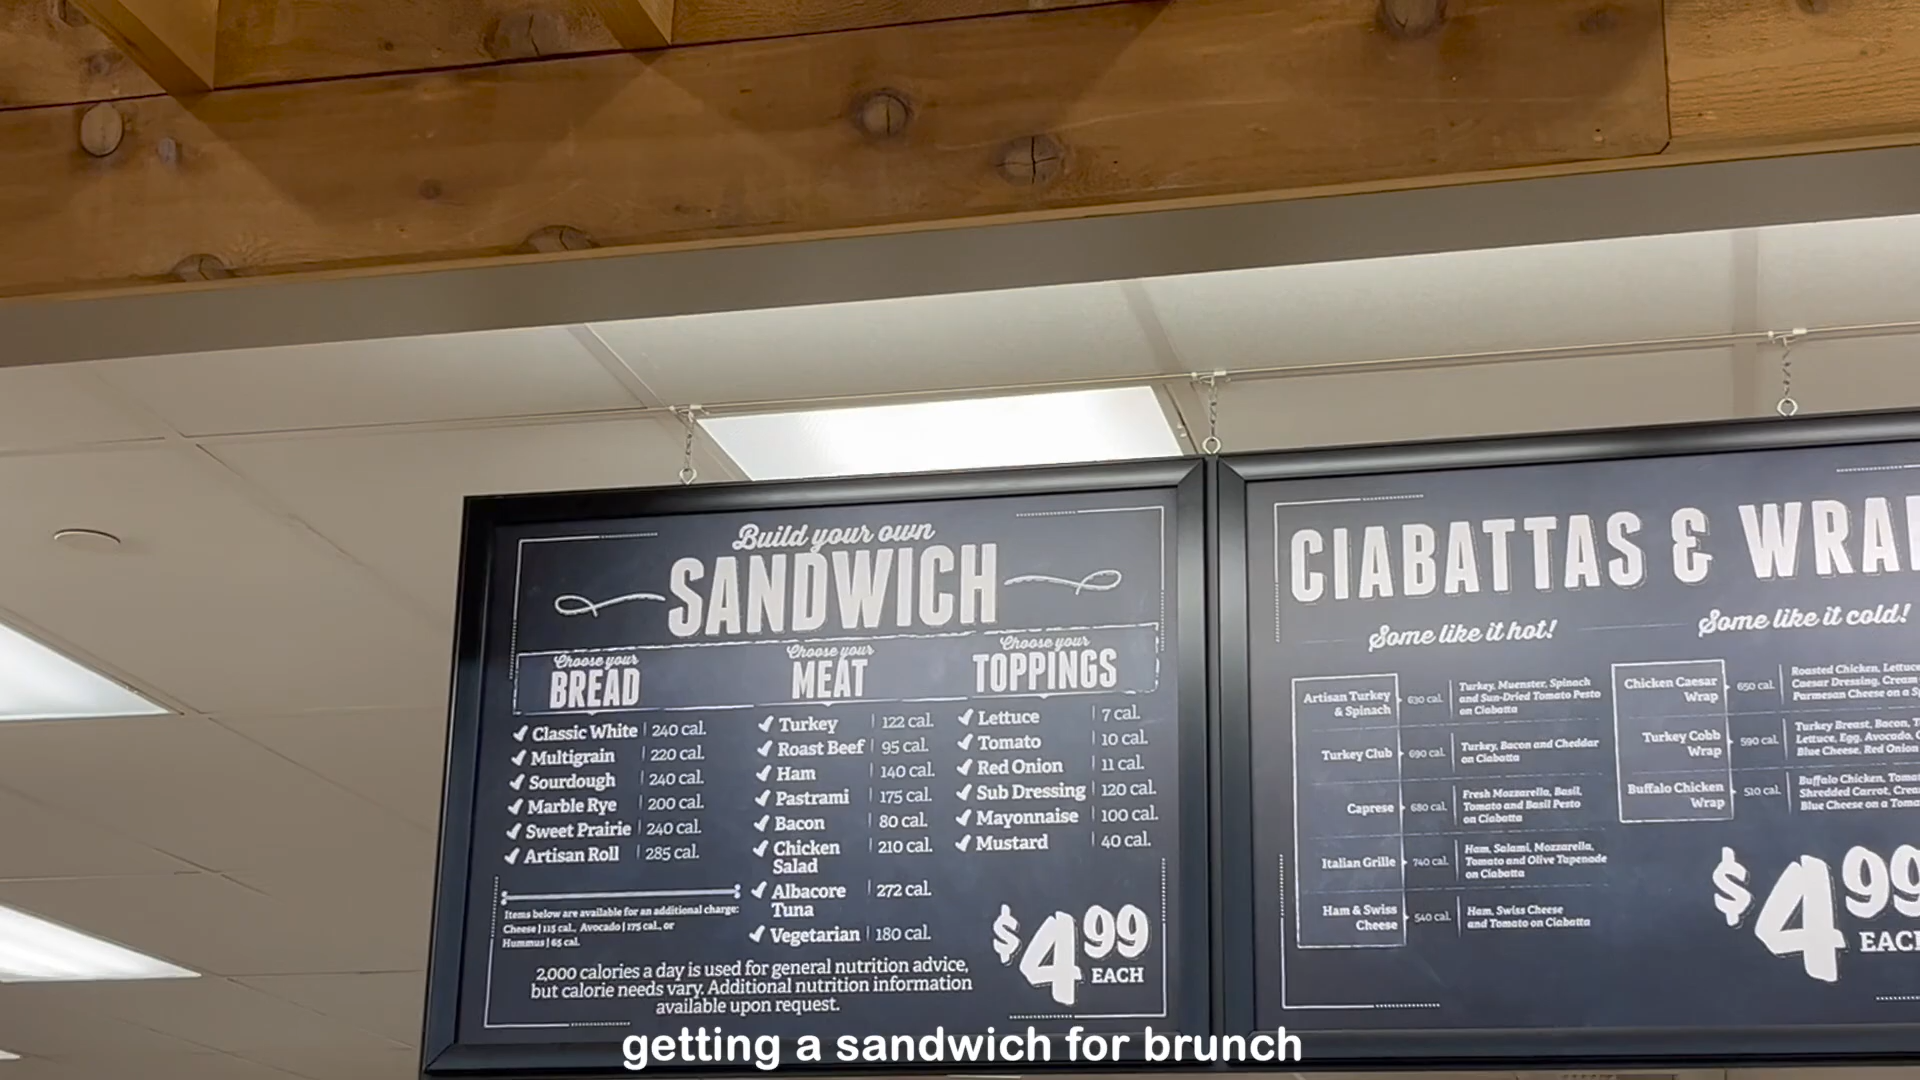 Build your own
SANDWICH
Choose your
BREAD
Classic White 240 cal.
Multigrain 220 cal.
Sourdough 240 cal.
Marble Rye 200 cal.
Sweet Prairie 240 cal.
Artisan Roll 285 cal.
Items below are available for an additional charge:
Cheese | 115 cal., Avocado | 175 cal., or
Hummus | 65 cal.
Choose your
MEAT
Turkey 122 cal.
Roast Beef 95 cal.
Ham 140 cal.
Pastrami 175 cal.
Bacon 80 cal.
Chicken
Salad 210 cal.
Albacore
Tuna 272 cal.
Vegetarian 180 cal.
Choose your
TOPPINGS
Lettuce 7 cal.
Tomato 10 cal.
Red Onion 11 cal.
Sub Dressing 120 cal.
Mayonnaise 100 cal.
Mustard 40 cal.
$4.99
EACH
2,000 calories a day is used for general nutrition advice,
but calorie needs vary. Additional nutrition information
available upon request.
CIABATTAS &
Some like it hot!
Artisan Turkey
& Spinach
630 cal.
Turkey, Muenster, Spinach
and Sun-Dried Tomato Pesto
on Ciabatta
Turkey Club
690 cal.
Turkey, Bacon and Cheddar
on Ciabatta
Caprese
680 cal.
Fresh Mozzarella, Basil,
Tomato and Basil Pesto
on Ciabatta
Italian Grille
740 cal.
Ham, Salami, Mozzarella,
Tomato and Olive Tapenade
on Ciabatta
Ham & Swiss
Cheese
540 cal.
Ham, Swiss Cheese
and Tomato on Ciabatta
Some like it cold!
Chicken Caesar
Wrap
650 cal.
Roasted Chicken, Lettuce
Caesar Dressing, Cream
Parmesan Cheese on a
Turkey Cobb
Wrap
590 cal.
Turkey Breast, Bacon,
Lettuce, Egg, Avocado,
Blue Cheese, Red Onion
Buffalo Chicken
Wrap
510 cal.
Buffalo Chicken,
Shredded Carrot,
Blue Cheese on a
$4.99
getting a sandwich for brunch